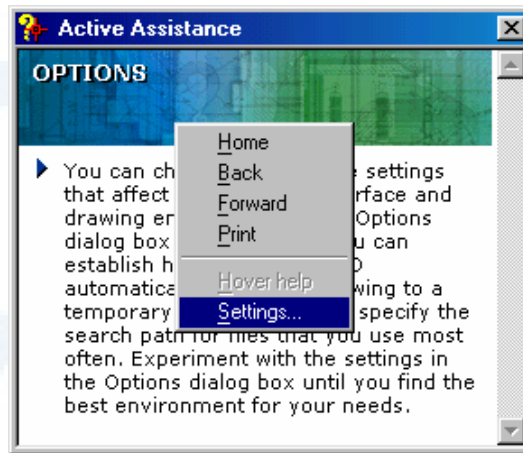 Active Assistance
OPTIONS
Home
Back
Forward
Print
Hover help
Settings...
You can ch settings
that affect rface and
drawing er Options
dialog box u can
establish h
automatica wing to a
temporary specify the
search path for files that you use most
often. Experiment with the settings in
the Options dialog box until you find the
best environment for your needs.